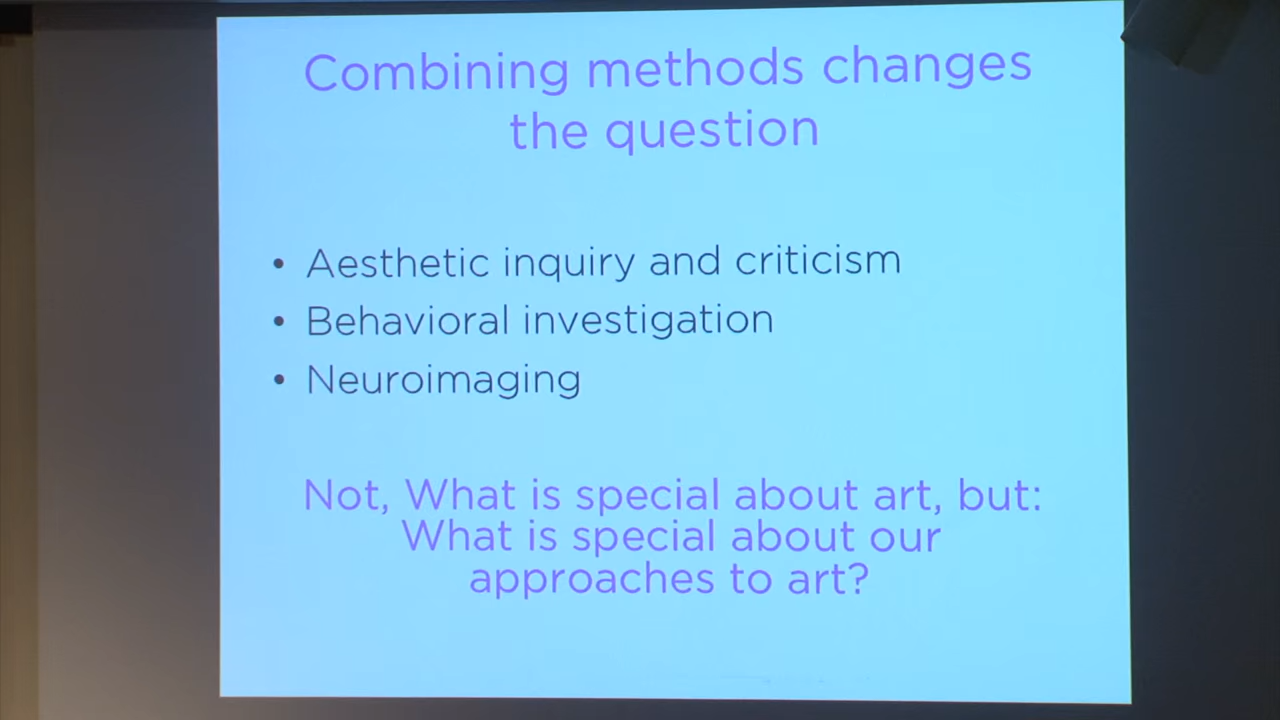 Combining methods changes
the question
• Aesthetic inquiry and criticism
• Behavioral investigation
• Neuroimaging
Not, What is special about art, but:
What is special about our
approaches to art?